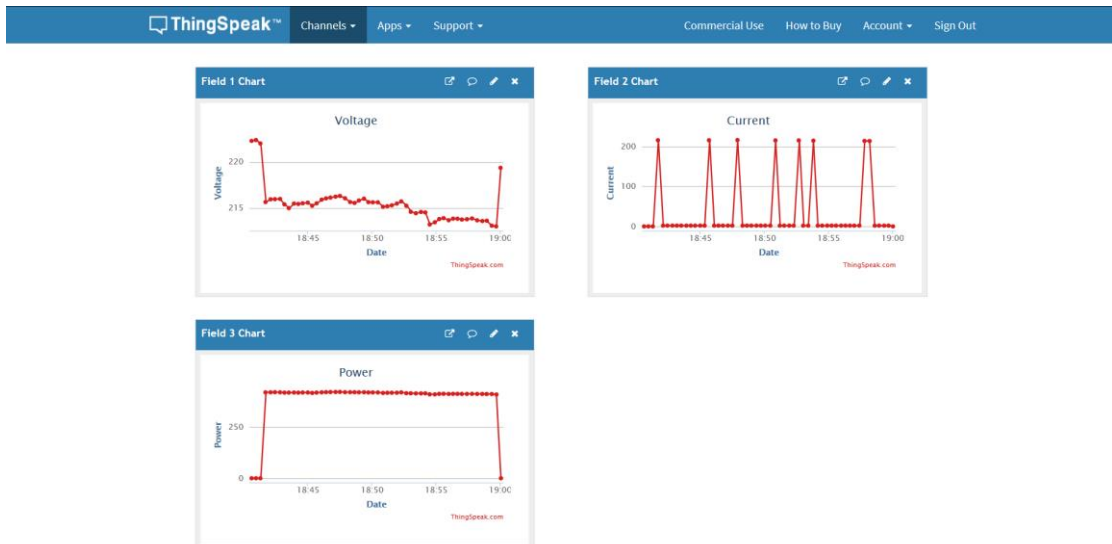 ThingSpeak™ Channels Apps Support Commercial Use How to Buy Account Sign Out
Field 1 Chart
Voltage
220
215
Voltage
18:45 18:50 18:55 19:00
Date
ThingSpeak.com
Field 2 Chart
Current
200
100
0
Current
18:45 18:50 18:55 19:00
Date
ThingSpeak.com
Field 3 Chart
Power
250
0
Power
18:45 18:50 18:55 19:00
Date
ThingSpeak.com